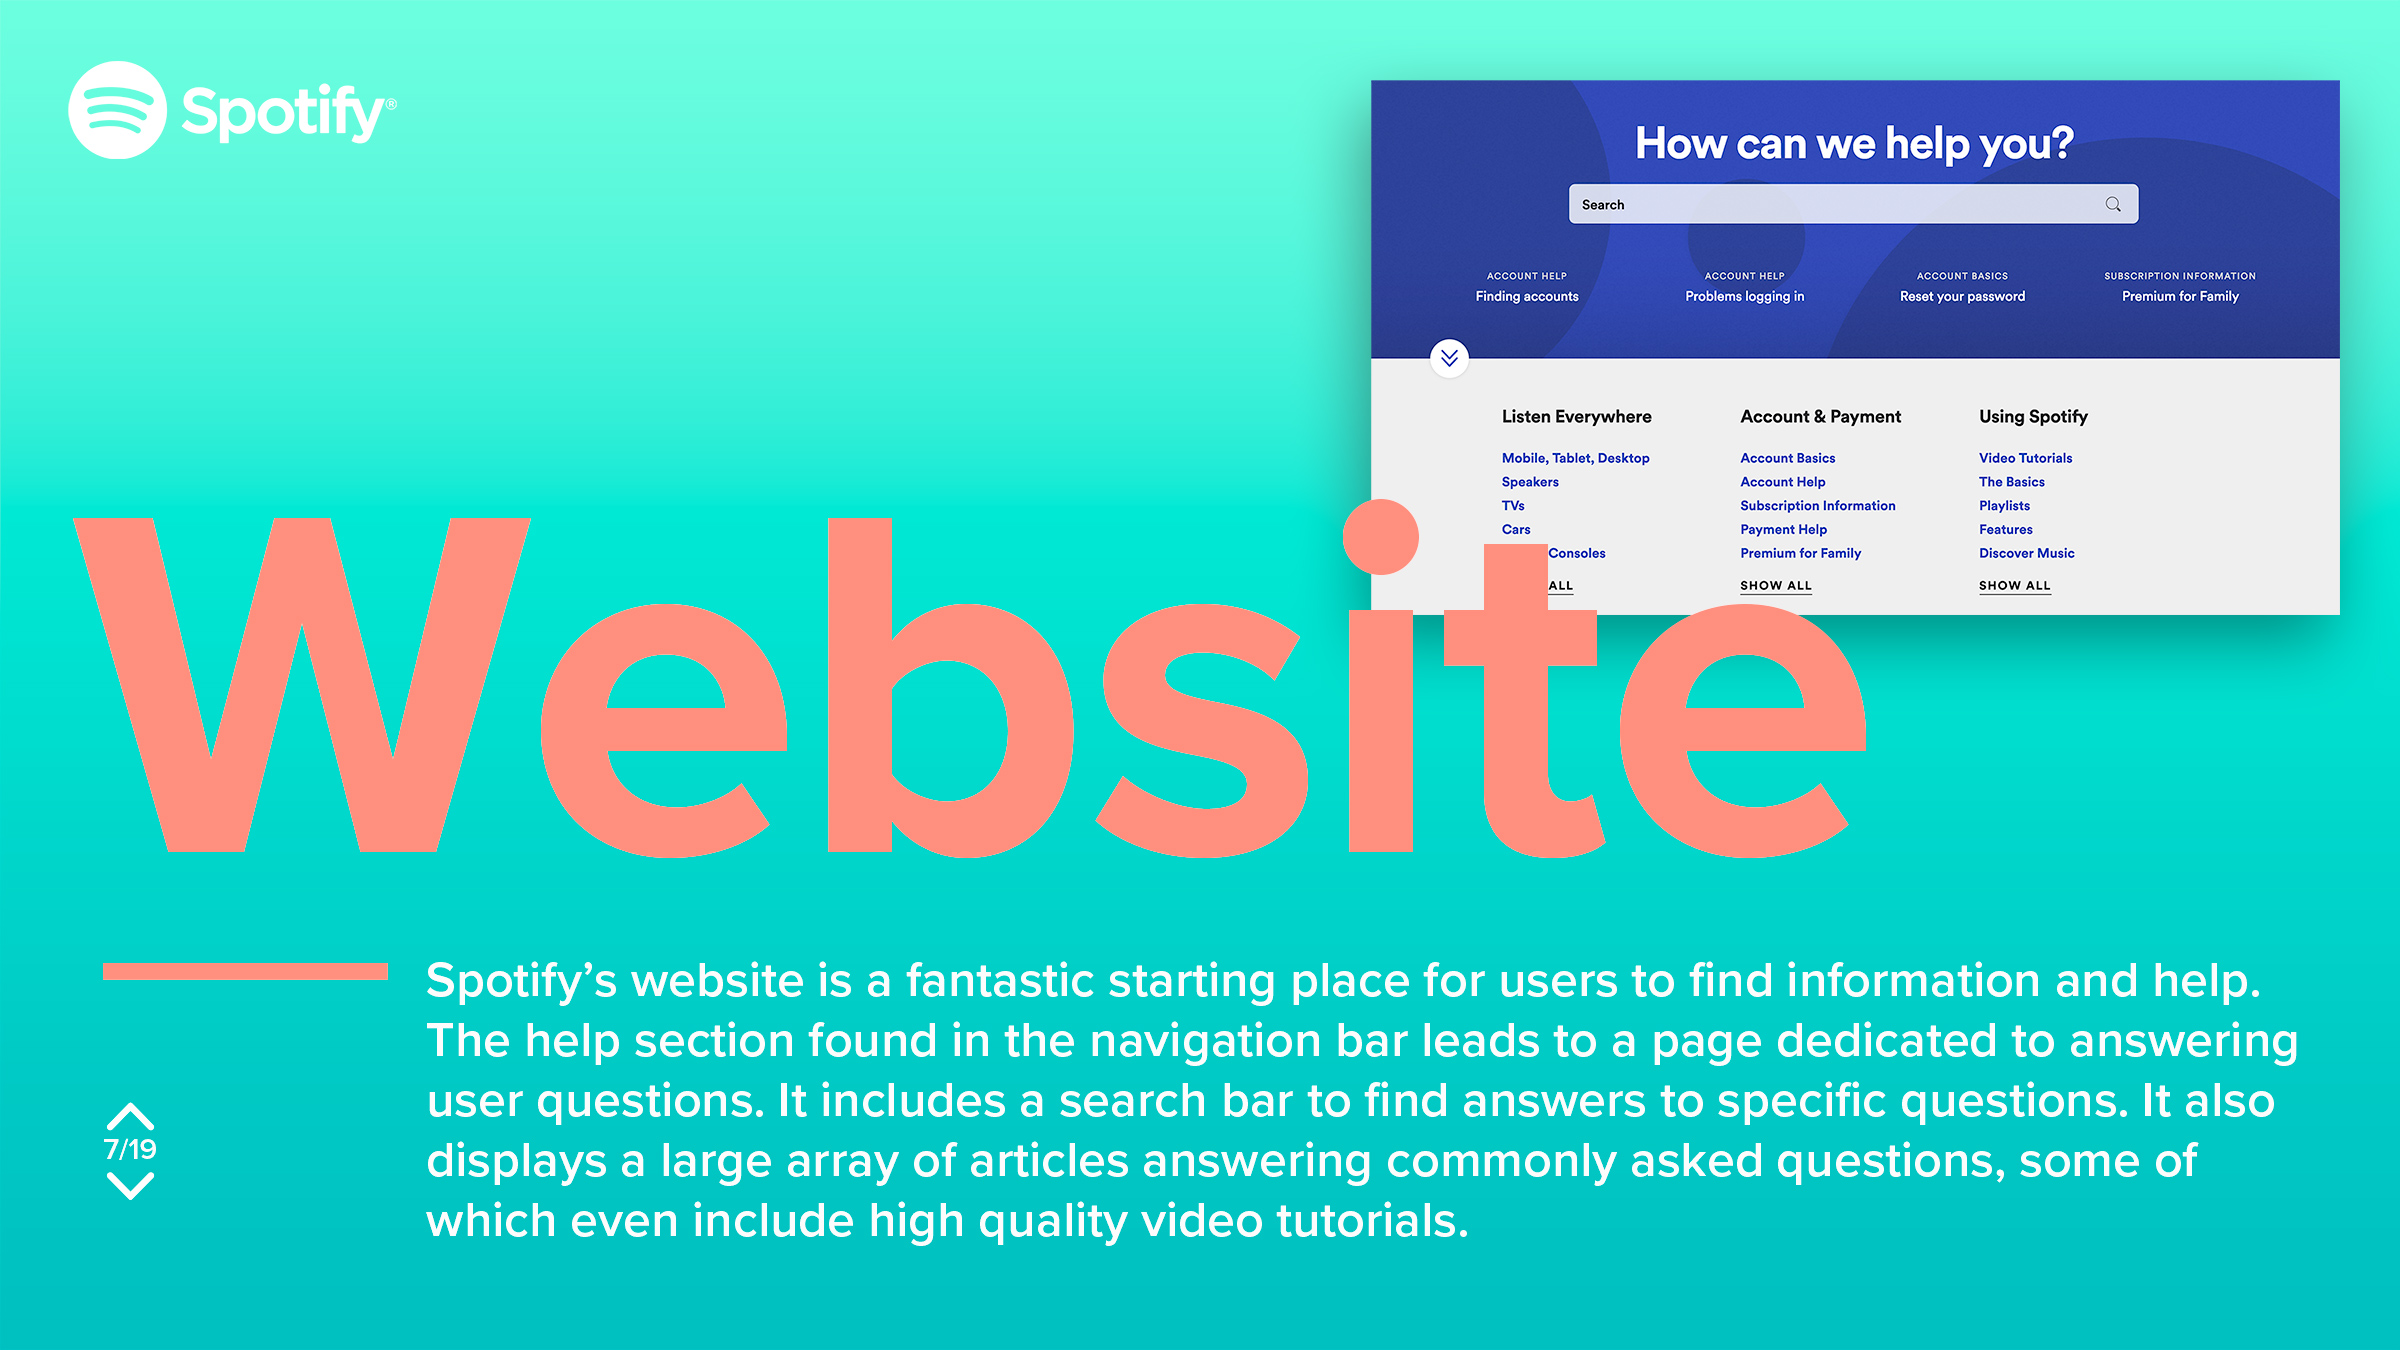 Spotify®
How can we help you?
Search
ACCOUNT HELP
Finding accounts
ACCOUNT HELP
Problems logging in
ACCOUNT BASICS
Reset your password
SUBSCRIPTION INFORMATION
Premium for Family
Listen Everywhere
Mobile, Tablet, Desktop
Speakers
TVs
Cars
Consoles
ALL
Account & Payment
Account Basics
Account Help
Subscription Information
Payment Help
Premium for Family
SHOW ALL
Using Spotify
Video Tutorials
The Basics
Playlists
Features
Discover Music
SHOW ALL
Website
Spotify’s website is a fantastic starting place for users to find information and help.
The help section found in the navigation bar leads to a page dedicated to answering
user questions. It includes a search bar to find answers to specific questions. It also
displays a large array of articles answering commonly asked questions, some of
which even include high quality video tutorials.
7/19